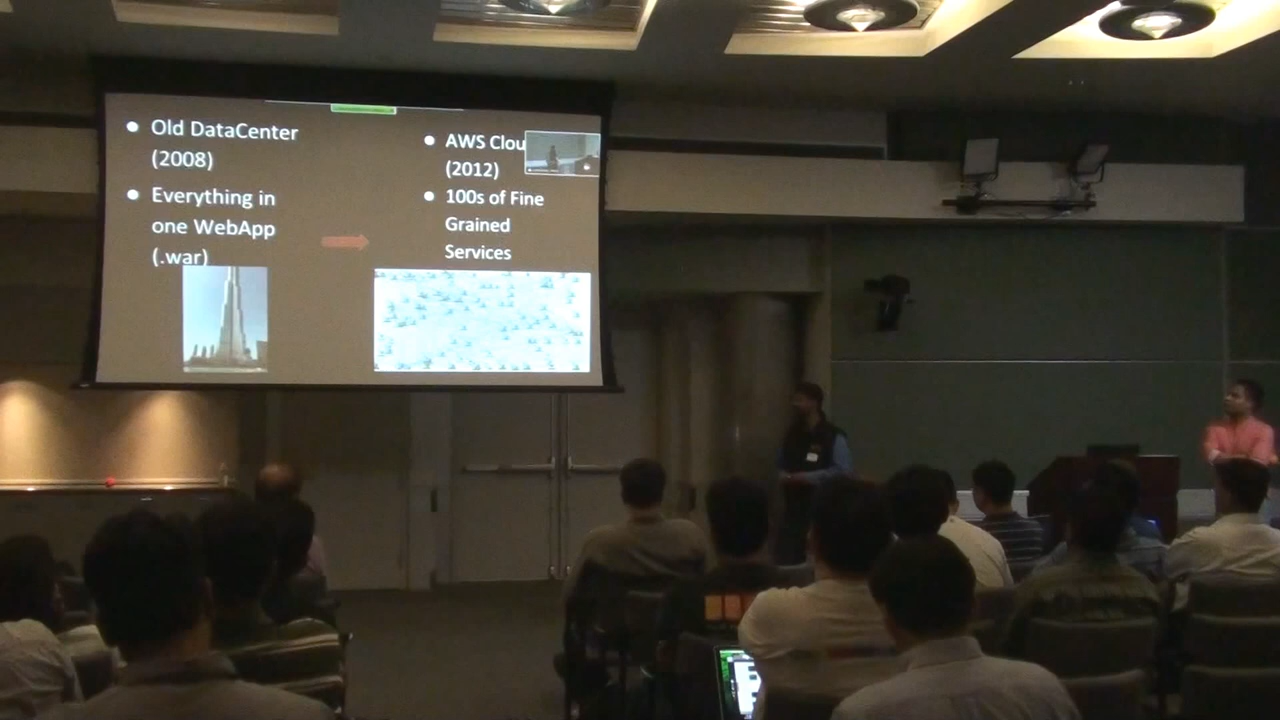 Old DataCenter
(2008)
Everything in
one WebApp
(.war)
AWS Clou
(2012)
100s of Fine
Grained
Services